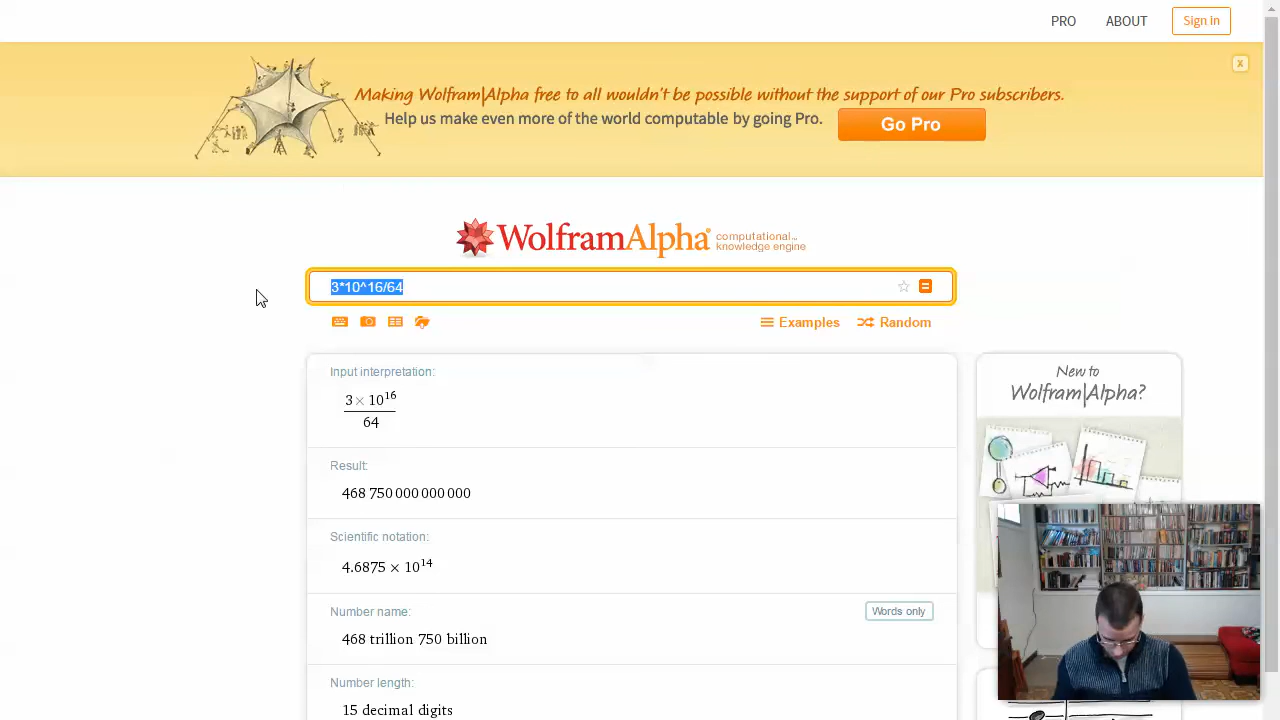 PRO ABOUT Sign in
x
Making Wolfram|Alpha free to all wouldn't be possible without the support of our Pro subscribers.
Help us make even more of the world computable by going Pro. Go Pro
WolframAlpha computational...
knowledge engine
3*10^16/64
Examples Random
Input interpretation:
3 × 10^16
64
Result:
468 750 000 000 000
Scientific notation:
4.6875 × 10^14
Number name: Words only
468 trillion 750 billion
Number length:
15 decimal digits
New to
Wolfram|Alpha?